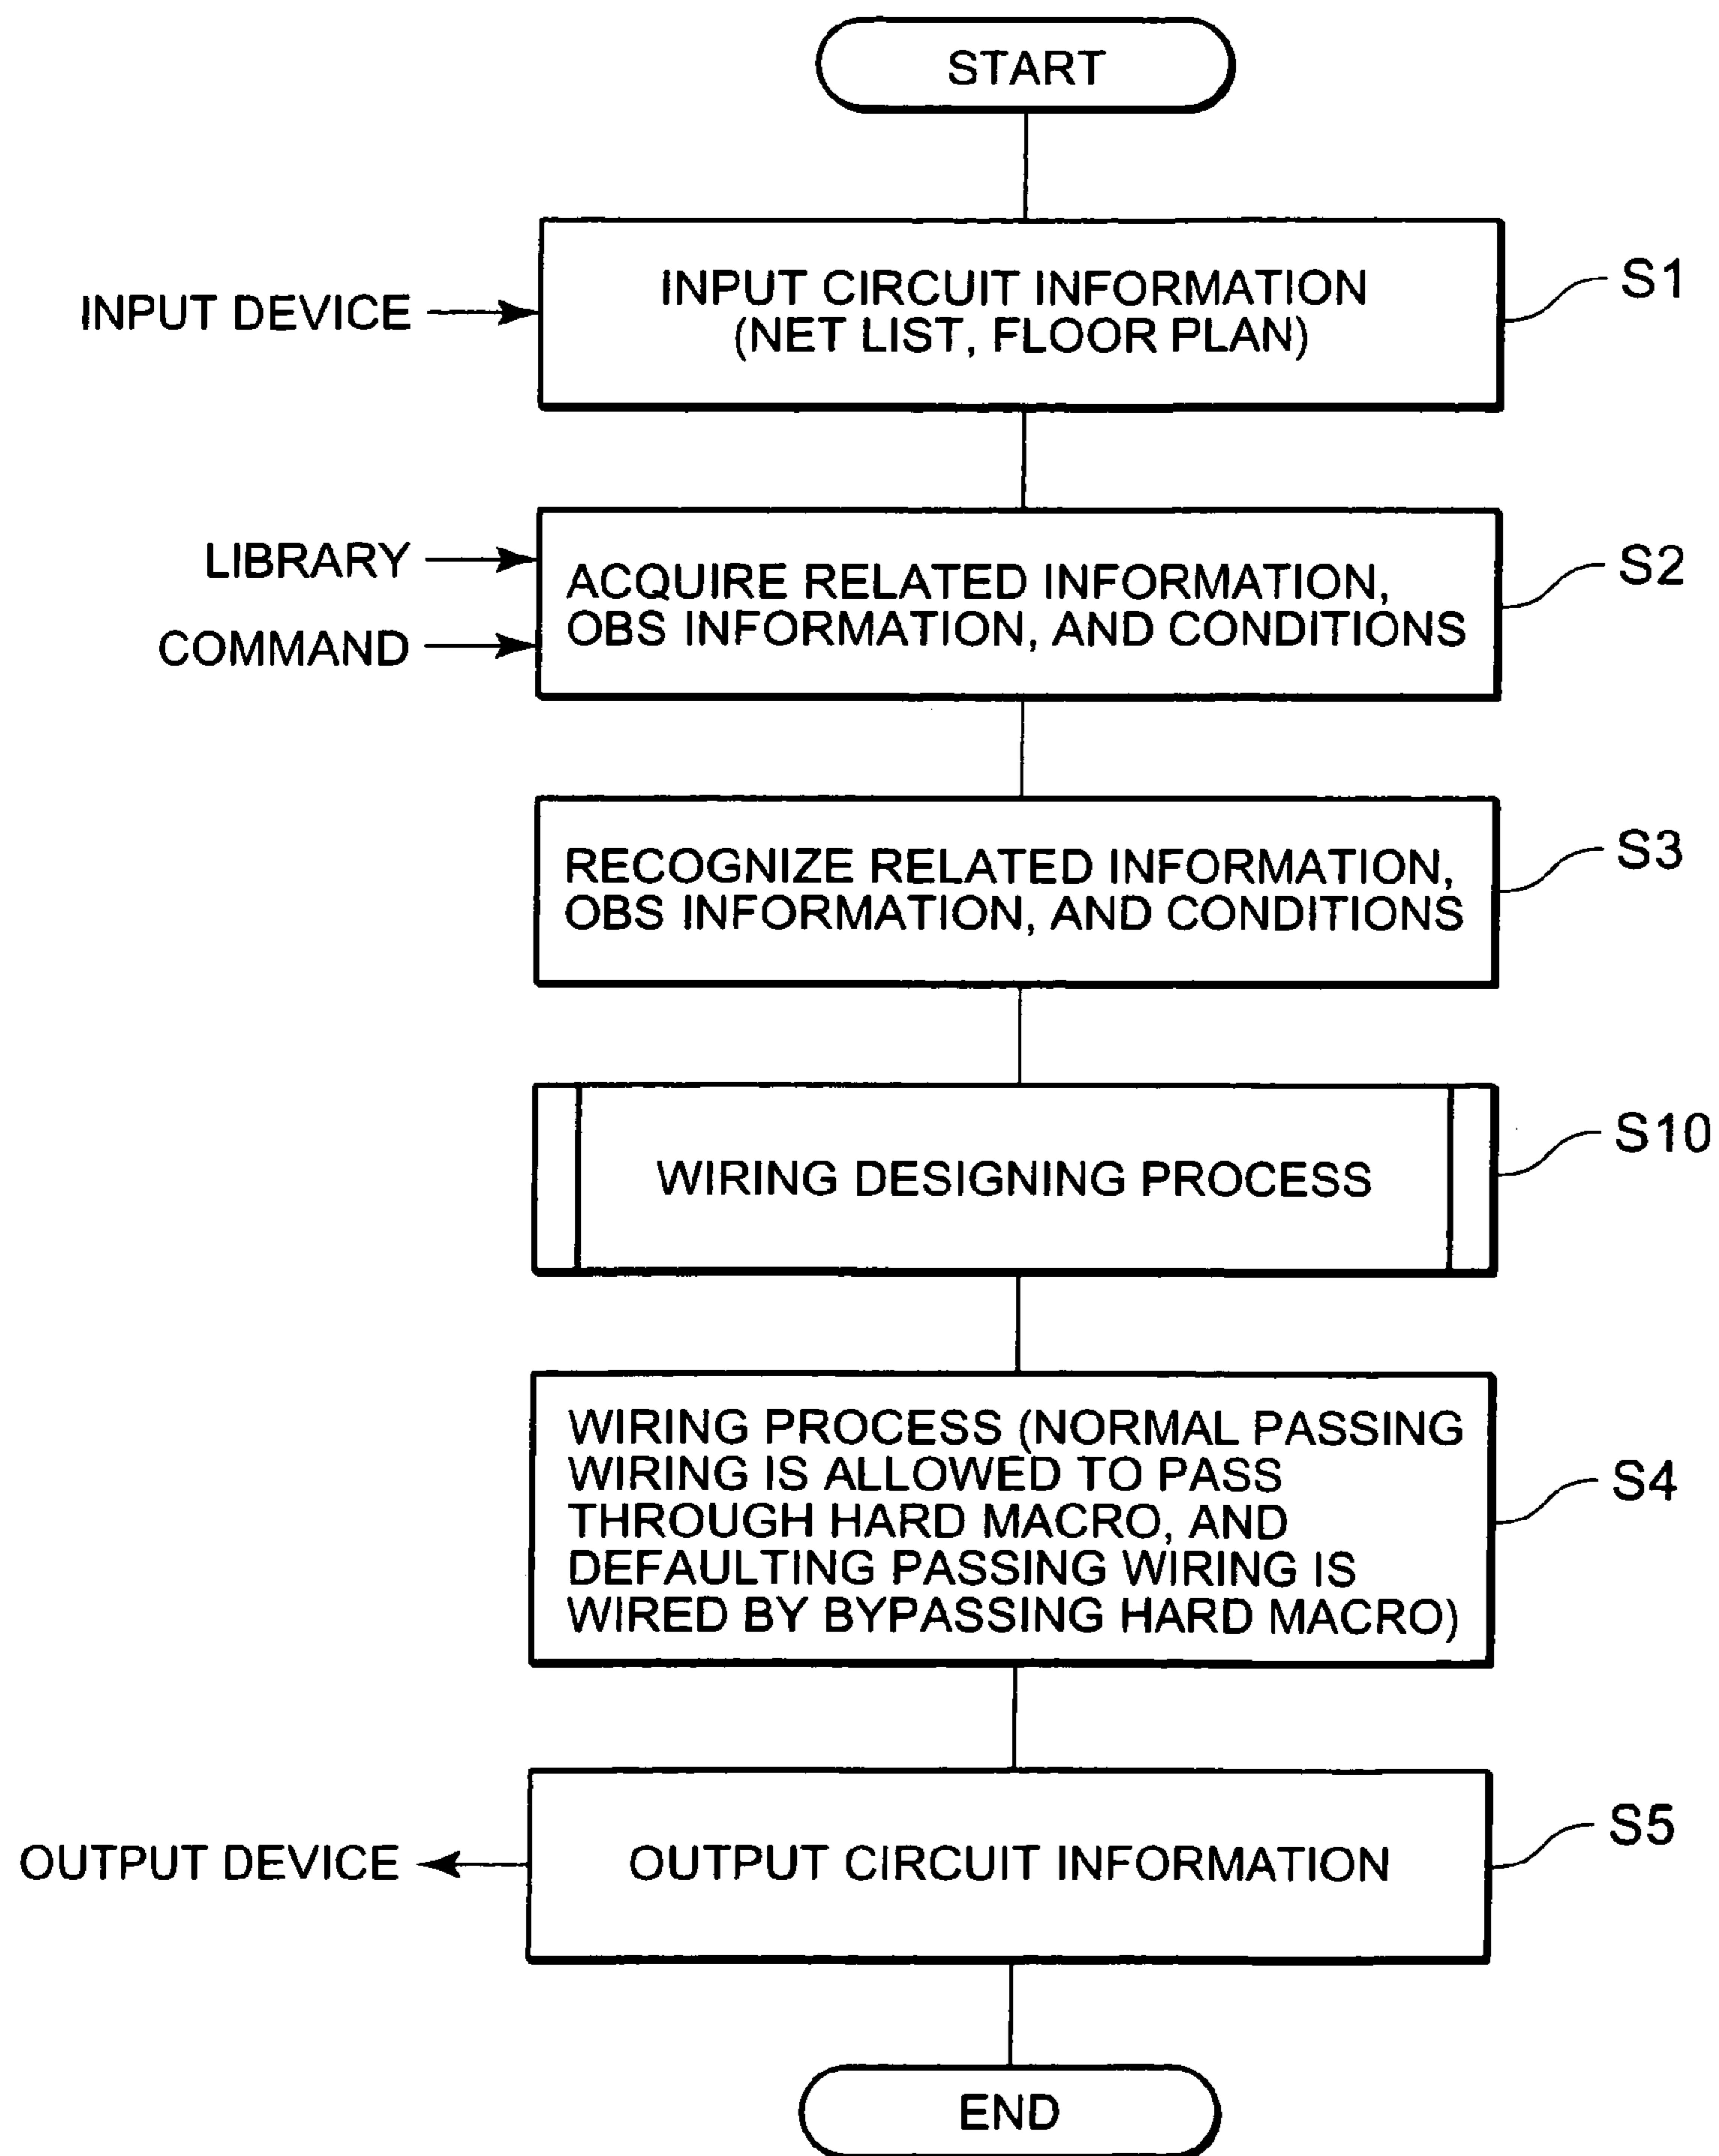 START
INPUT DEVICE
INPUT CIRCUIT INFORMATION
(NET LIST, FLOOR PLAN)
S1
LIBRARY
COMMAND
ACQUIRE RELATED INFORMATION,
OBS INFORMATION, AND CONDITIONS
S2
RECOGNIZE RELATED INFORMATION,
OBS INFORMATION, AND CONDITIONS
S3
WIRING DESIGNING PROCESS
S10
WIRING PROCESS (NORMAL PASSING
WIRING IS ALLOWED TO PASS
THROUGH HARD MACRO, AND
DEFAULTING PASSING WIRING IS
WIRED BY BYPASSING HARD MACRO)
S4
OUTPUT DEVICE
OUTPUT CIRCUIT INFORMATION
S5
END